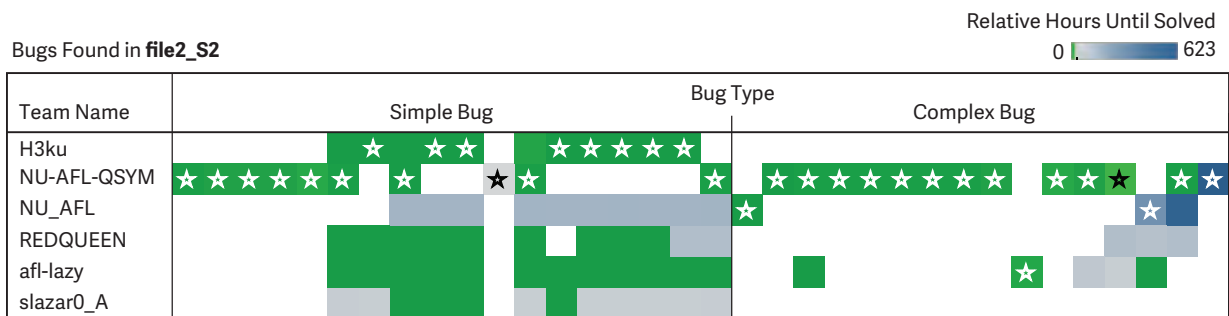 Relative Hours Until Solved
Bugs Found in file2_S2
0 623
Bug Type
Team Name Simple Bug Complex Bug
H3ku
NU-AFL-QSYM
NU_AFL
REDQUEEN
afl-lazy
slazar0_A